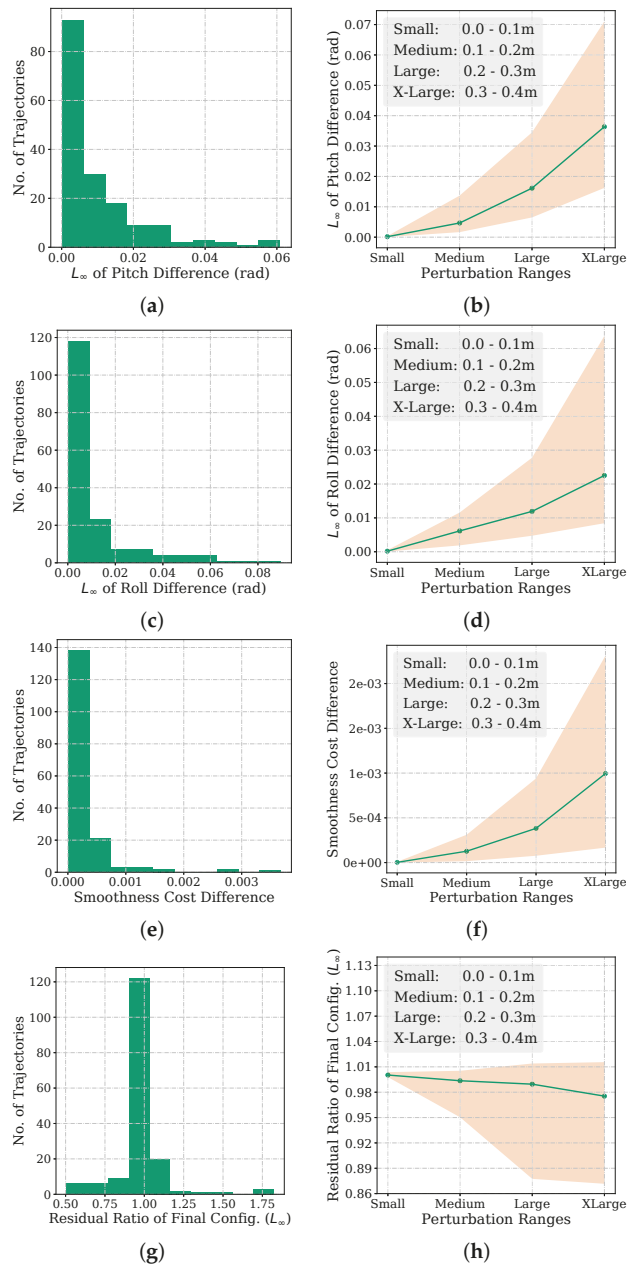 80
60
40
20
0
No. of Trajectories
0.00
0.02
0.04
0.06
L∞ of Pitch Difference (rad)
(a)
0.07
0.06
0.05
0.04
0.03
0.02
0.01
0.00
L∞ of Pitch Difference (rad)
Small: 0.0 - 0.1m
Medium: 0.1 - 0.2m
Large: 0.2 - 0.3m
X-Large: 0.3 - 0.4m
Small
Medium
Large
XLarge
Perturbation Ranges
(b)
120
100
80
60
40
20
0
No. of Trajectories
0.00
0.02
0.04
0.06
0.08
L∞ of Roll Difference (rad)
(c)
0.06
0.05
0.04
0.03
0.02
0.01
0.00
L∞ of Roll Difference (rad)
Small: 0.0 - 0.1m
Medium: 0.1 - 0.2m
Large: 0.2 - 0.3m
X-Large: 0.3 - 0.4m
Small
Medium
Large
XLarge
Perturbation Ranges
(d)
140
120
100
80
60
40
20
0
No. of Trajectories
0.000
0.001
0.002
0.003
Smoothness Cost Difference
(e)
2e-03
2e-03
1e-03
5e-04
0e+00
Smoothness Cost Difference
Small: 0.0 - 0.1m
Medium: 0.1 - 0.2m
Large: 0.2 - 0.3m
X-Large: 0.3 - 0.4m
Small
Medium
Large
XLarge
Perturbation Ranges
(f)
120
100
80
60
40
20
0
No. of Trajectories
0.50
0.75
1.00
1.25
1.50
1.75
Residual Ratio of Final Config. (L∞)
(g)
1.13
1.10
1.07
1.04
1.01
0.98
0.95
0.92
0.89
0.86
Residual Ratio of Final Config. (L∞)
Small: 0.0 - 0.1m
Medium: 0.1 - 0.2m
Large: 0.2 - 0.3m
X-Large: 0.3 - 0.4m
Small
Medium
Large
XLarge
Perturbation Ranges
(h)